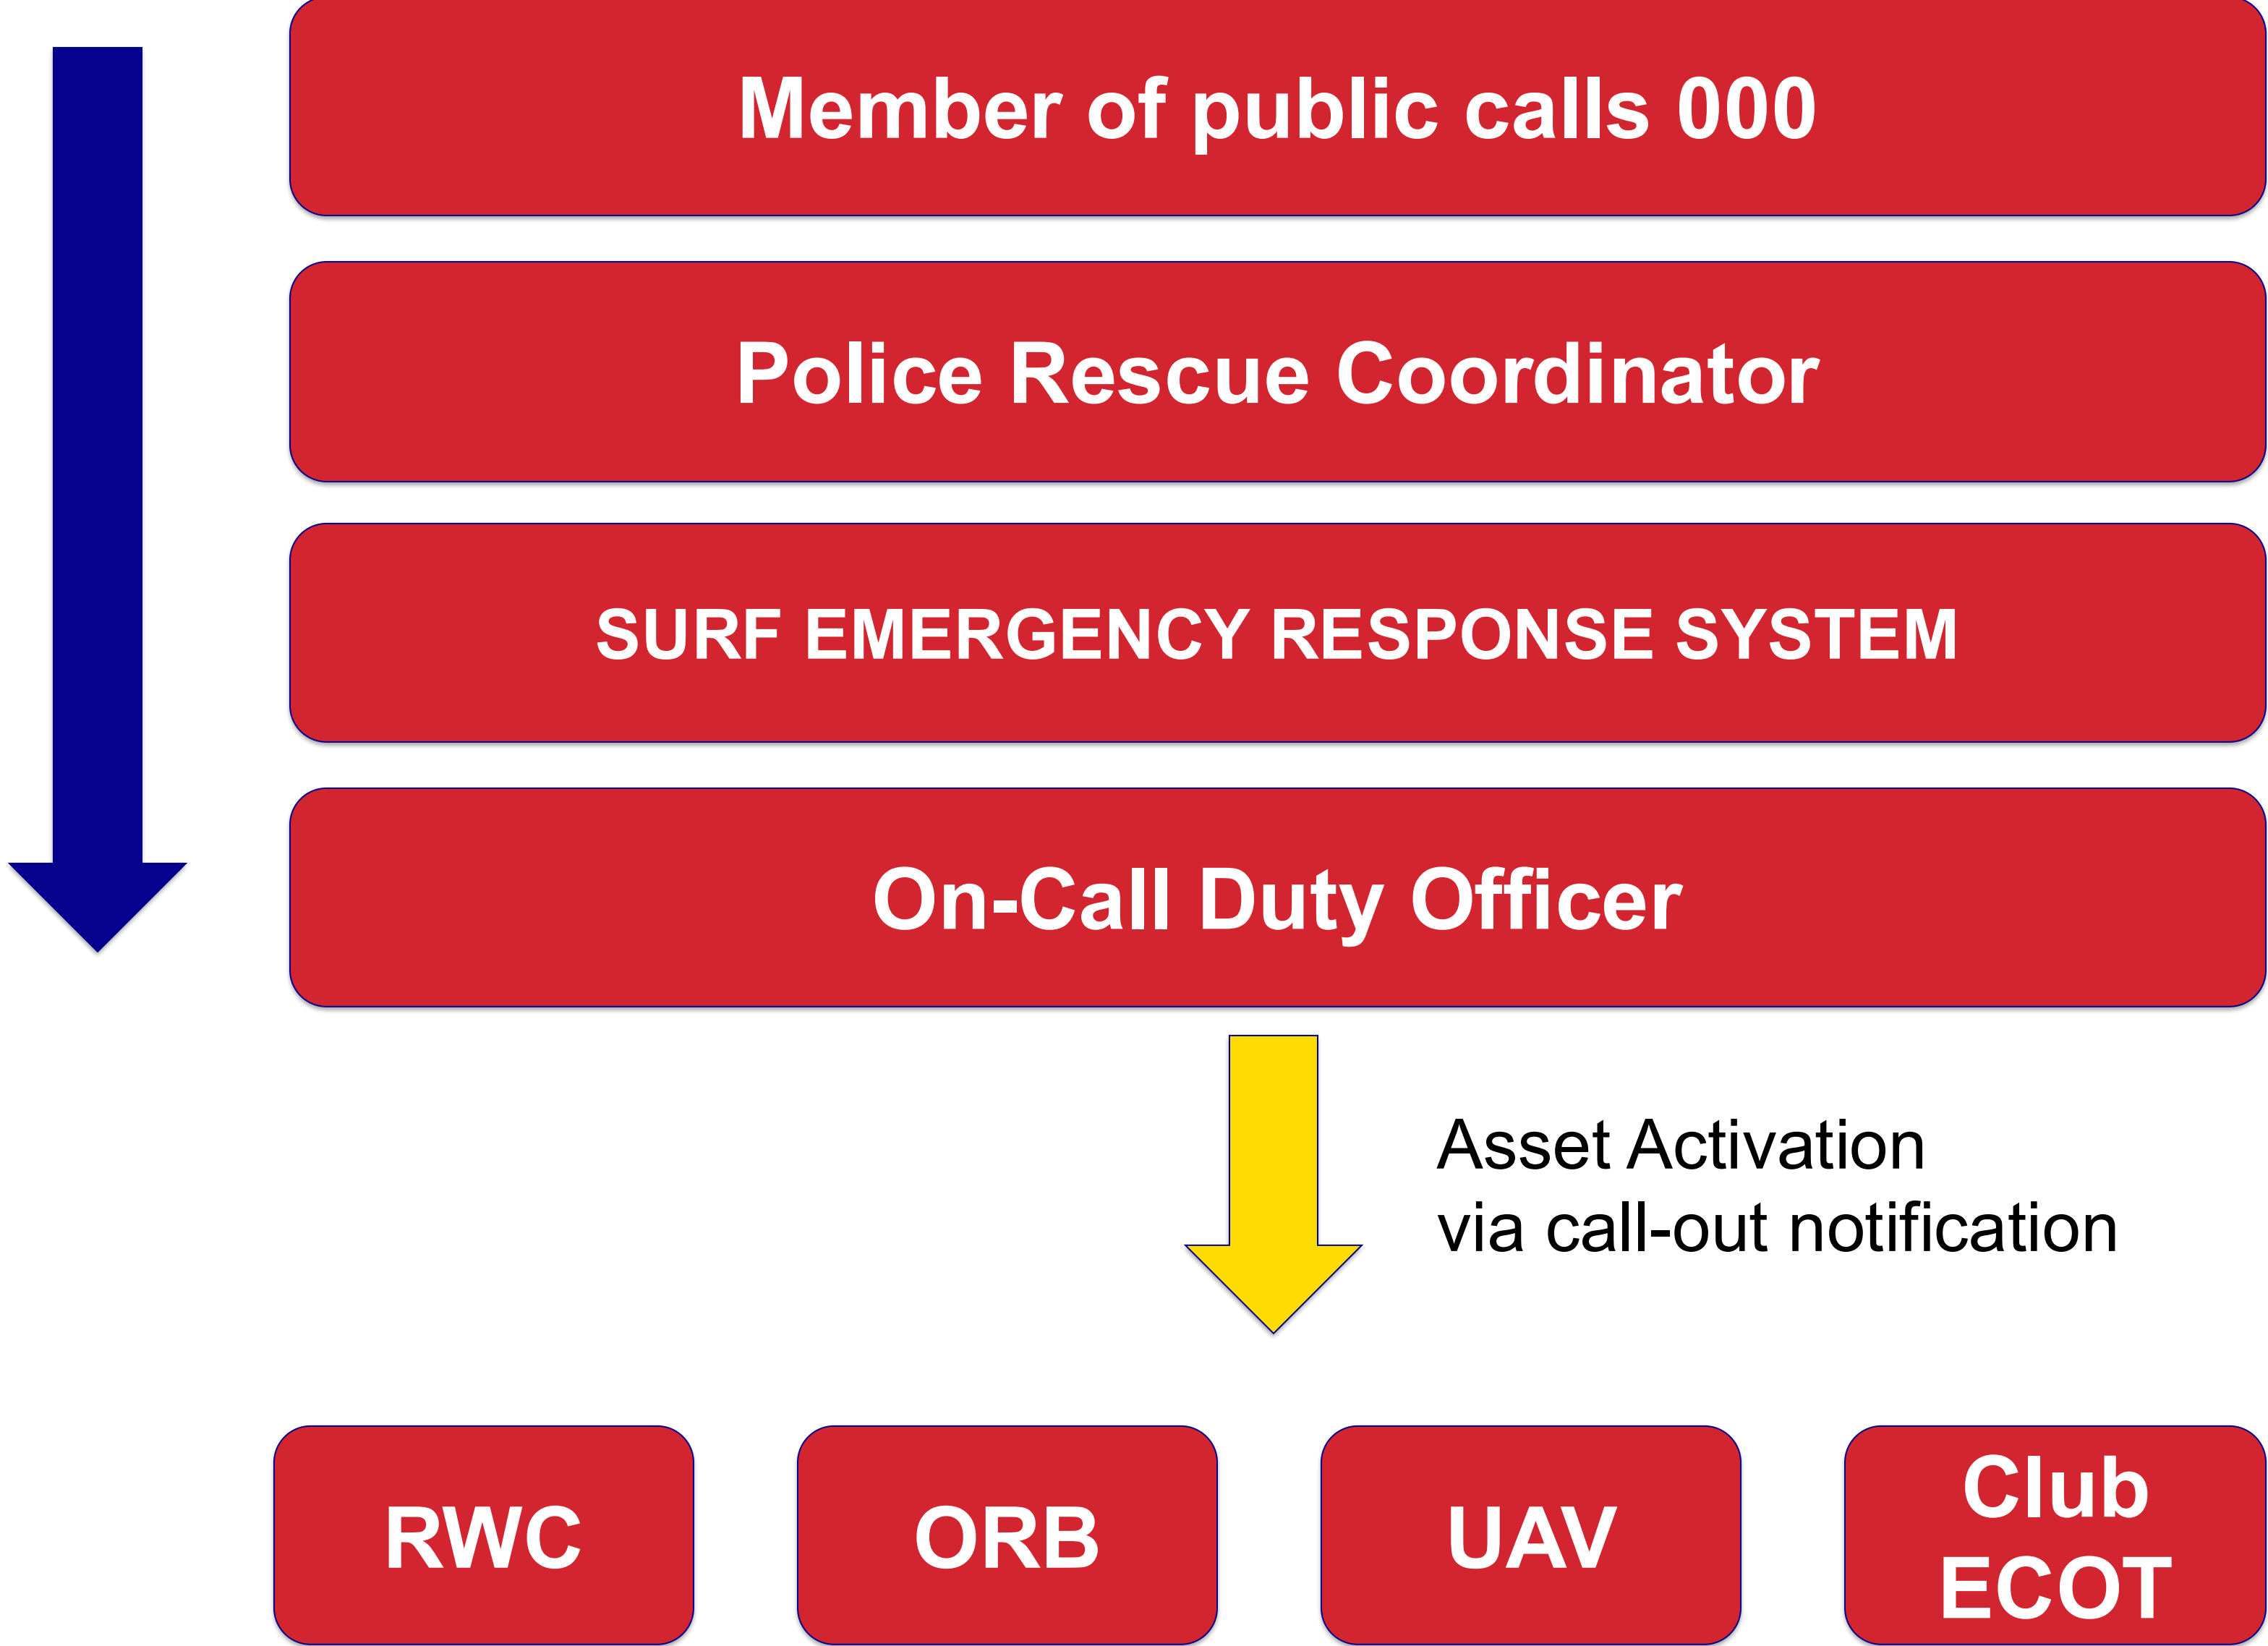 Member of public calls 000
Police Rescue Coordinator
SURF EMERGENCY RESPONSE SYSTEM
On-Call Duty Officer
Asset Activation
via call-out notification
RWC
ORB
UAV
Club
ECOT